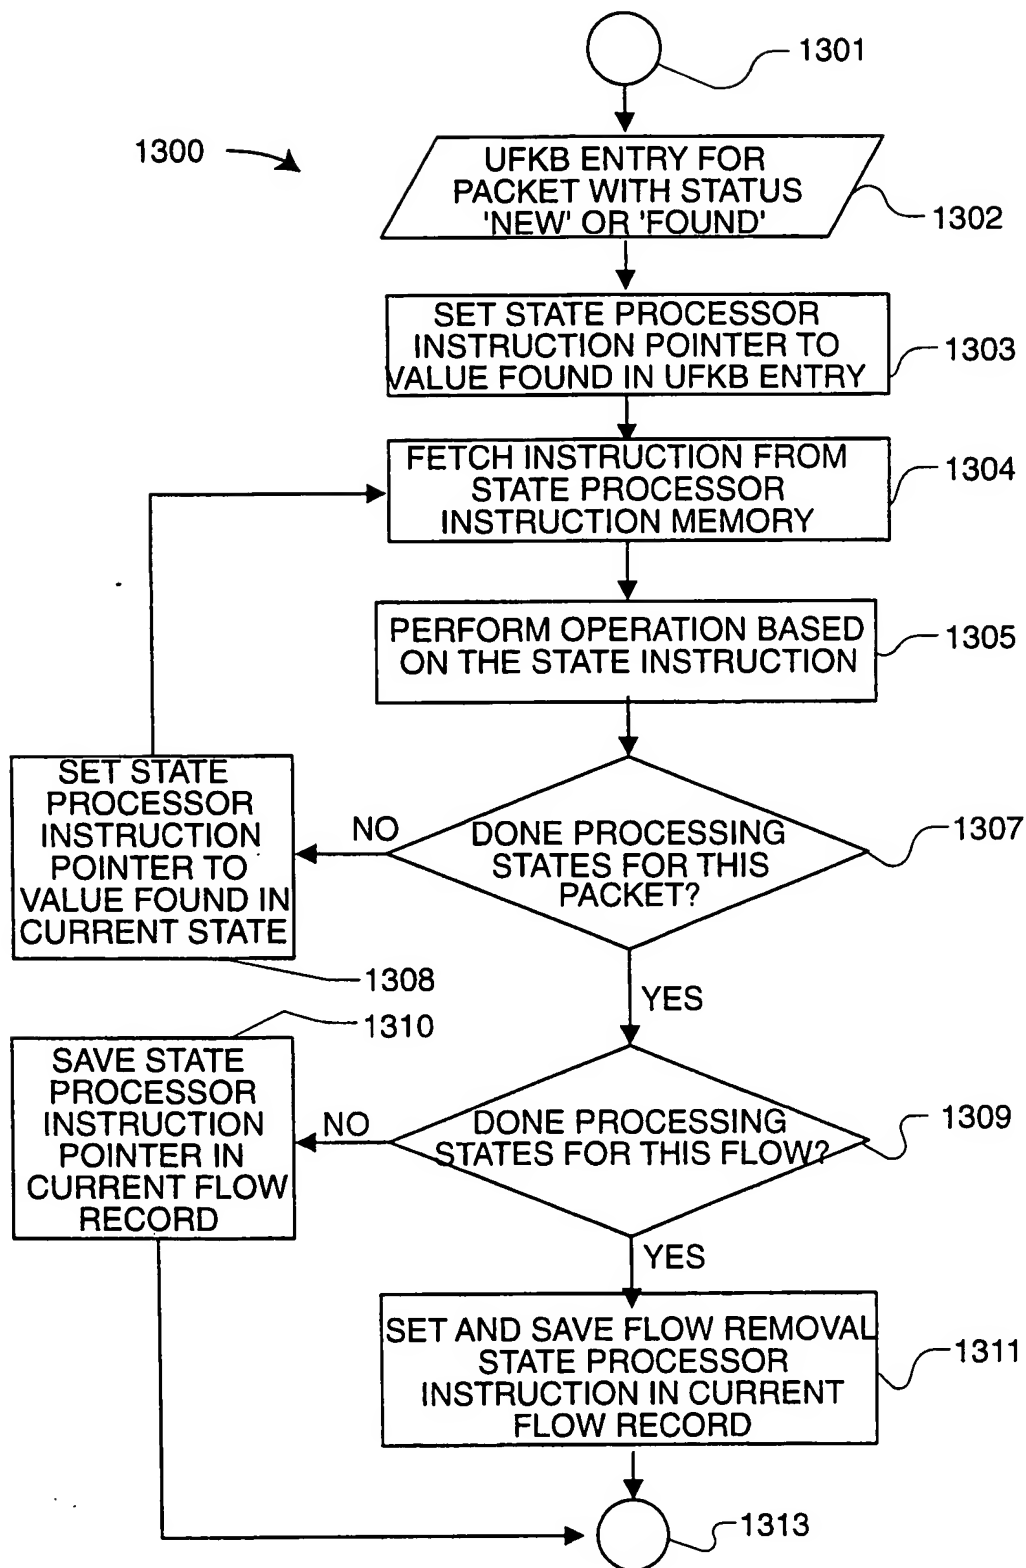 1301
1300
UFKB ENTRY FOR
PACKET WITH STATUS
'NEW' OR 'FOUND'
1302
SET STATE PROCESSOR
INSTRUCTION POINTER TO
VALUE FOUND IN UFKB ENTRY
1303
FETCH INSTRUCTION FROM
STATE PROCESSOR
INSTRUCTION MEMORY
1304
PERFORM OPERATION BASED
ON THE STATE INSTRUCTION
1305
SET STATE
PROCESSOR
INSTRUCTION
POINTER TO
VALUE FOUND IN
CURRENT STATE
1308
NO
DONE PROCESSING
STATES FOR THIS
PACKET?
1307
YES
1310
SAVE STATE
PROCESSOR
INSTRUCTION
POINTER IN
CURRENT FLOW
RECORD
NO
DONE PROCESSING
STATES FOR THIS FLOW?
1309
YES
SET AND SAVE FLOW REMOVAL
STATE PROCESSOR
INSTRUCTION IN CURRENT
FLOW RECORD
1311
1313